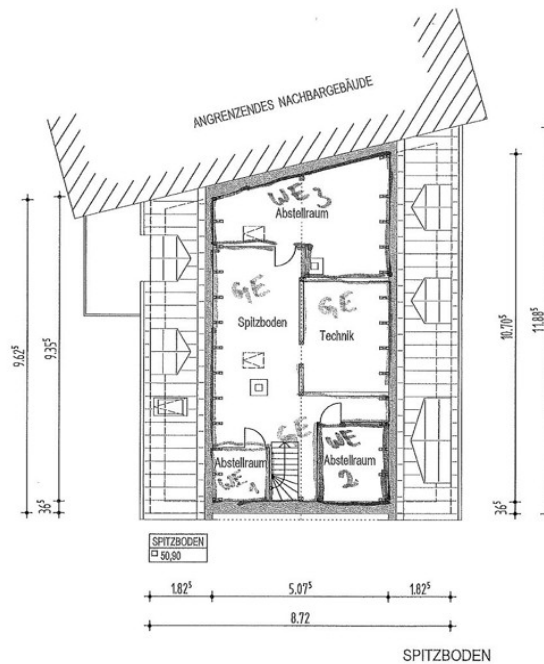 ANGRENZENDES NACHBARGEBÄUDE
WE 3
Abstellraum
GE
Spitzboden
GE
Technik
GE
Abstellraum
WE 1
WE
Abstellraum
2
9.62⁵
9.35⁵
36⁵
10.70⁵
11.88⁵
36⁵
SPITZBODEN
50,90
1.82⁵
5.07⁵
1.82⁵
8.72
SPITZBODEN